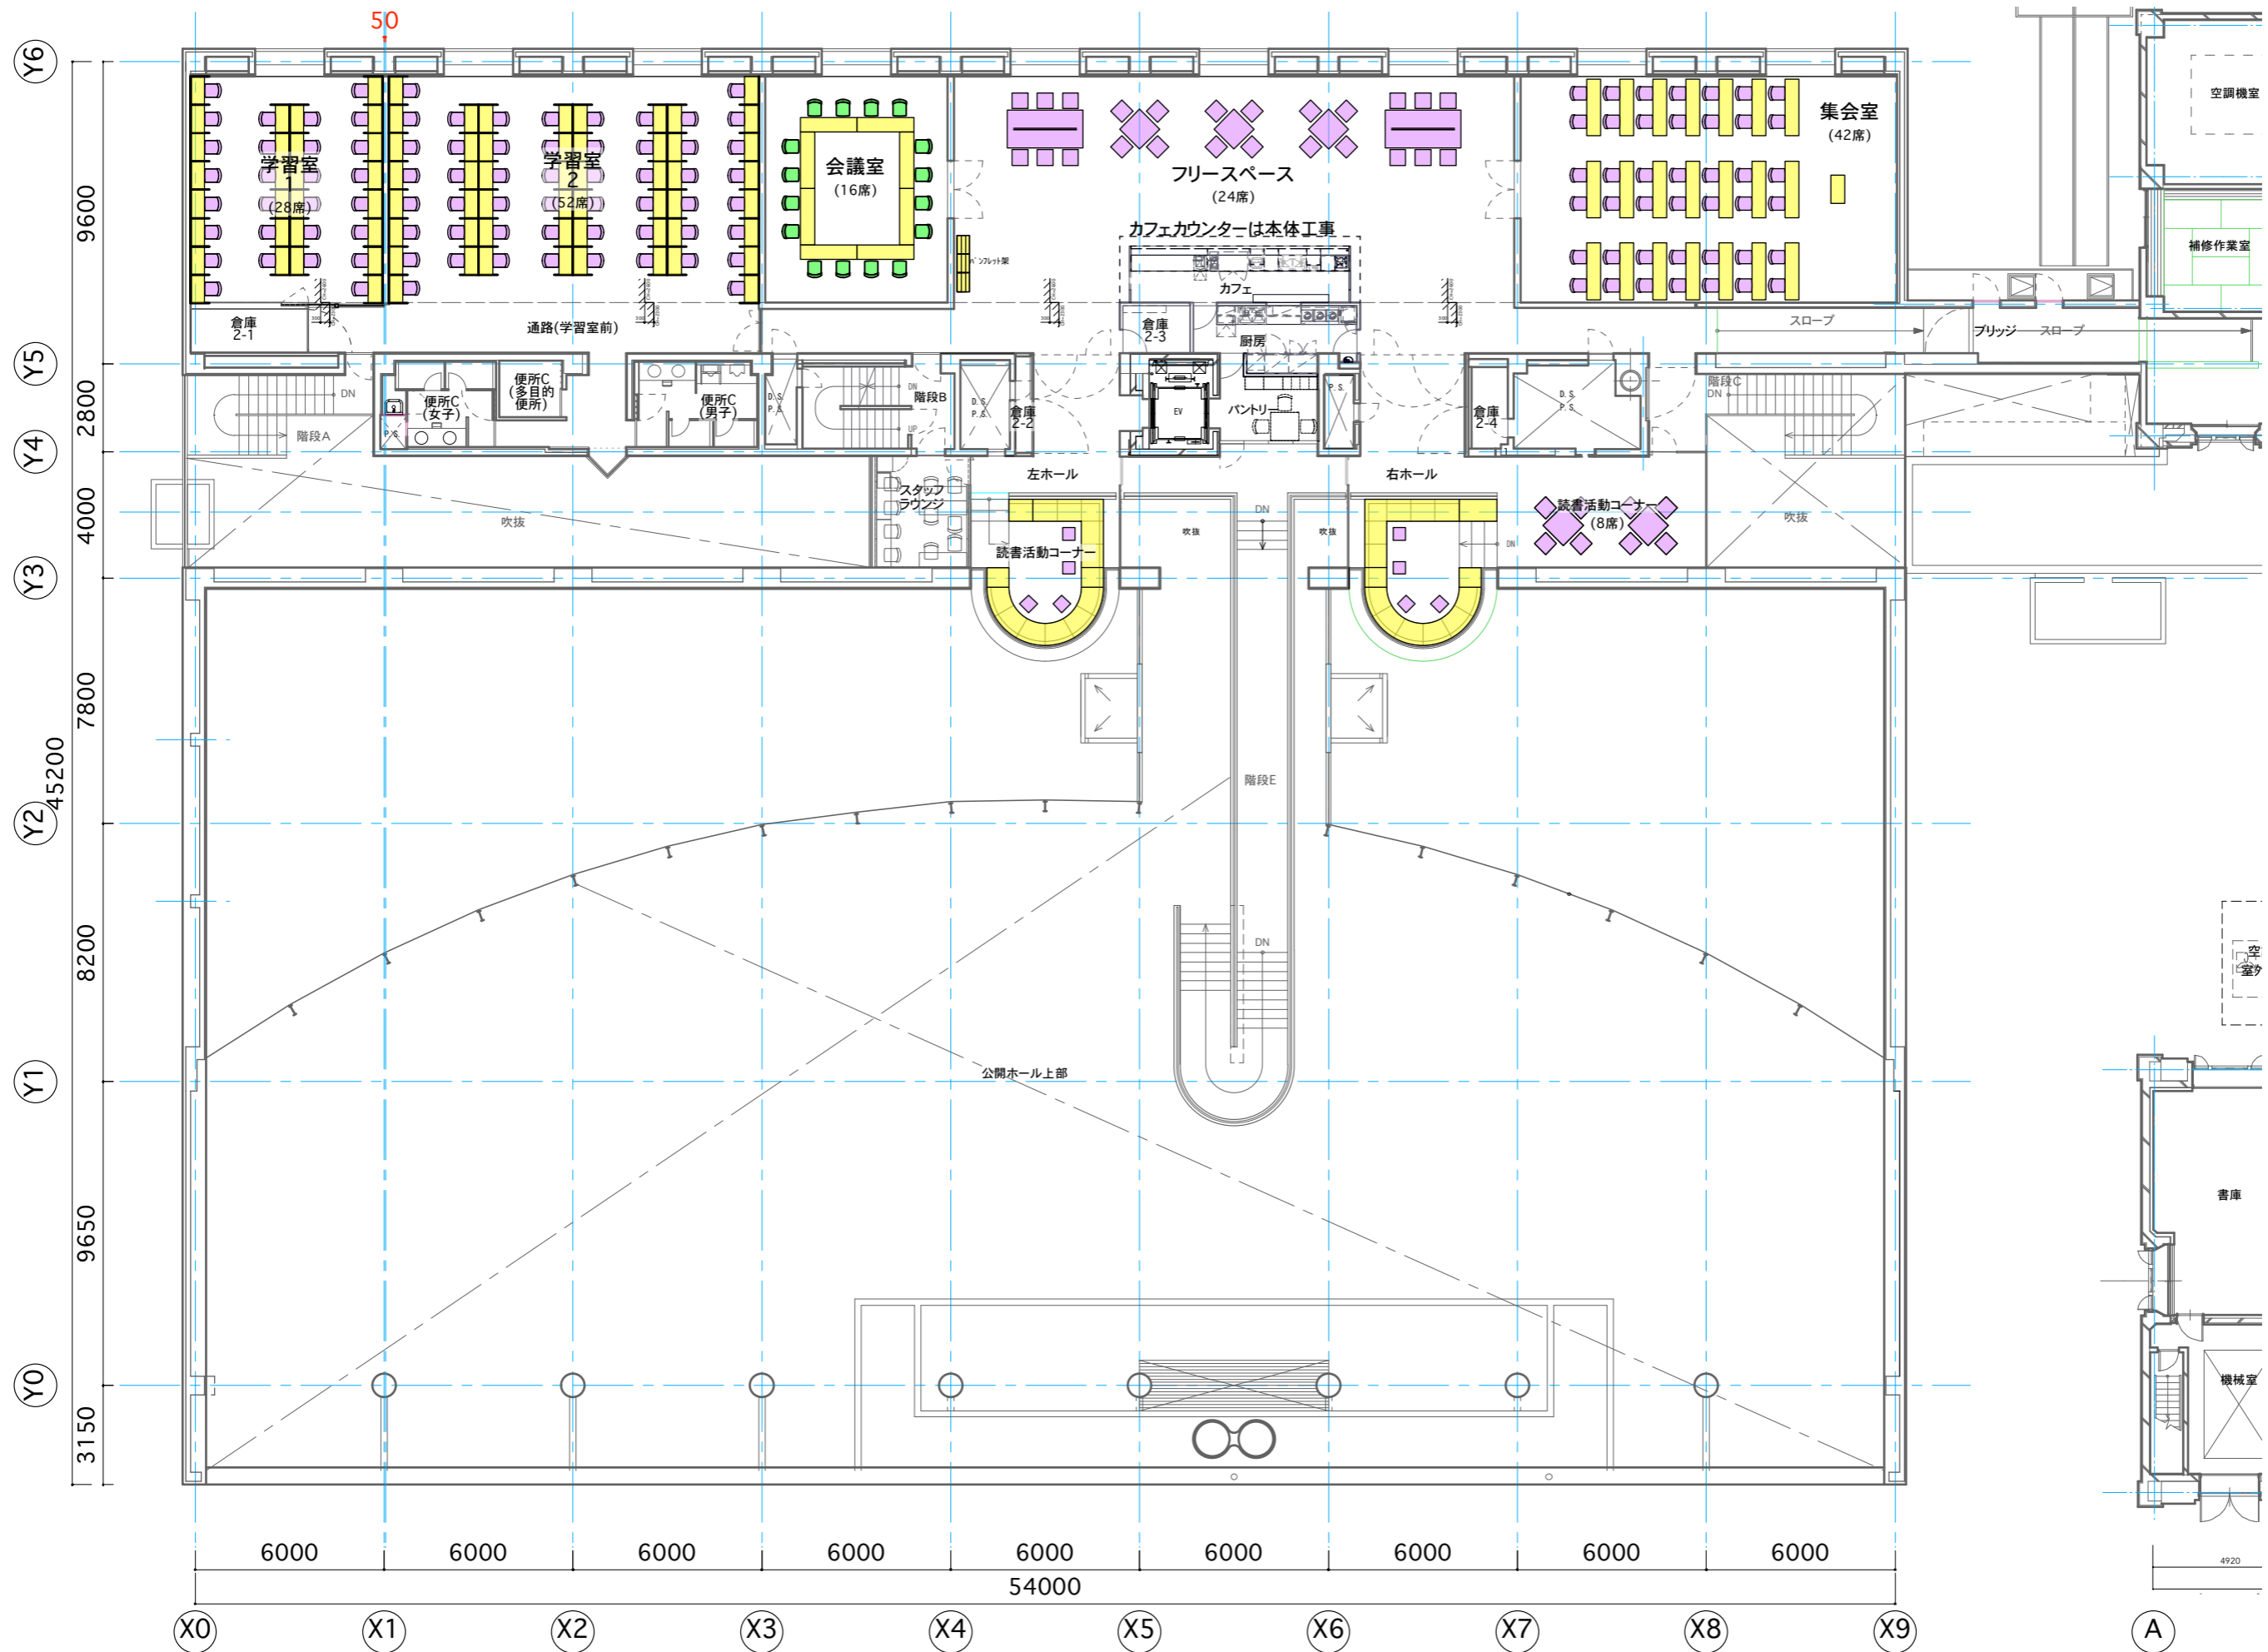 50
Y6
空調機室
学習室
1
(28席)
学習室
2
(52席)
会議室
(16席)
フリースペース
(24席)
集会室
(42席)
9600
カフェカウンターは本体工事
カフェ
補修作業室
倉庫
2-1
通路(学習室前)
倉庫
2-3
厨房
スロープ
ブリッジ
スロープ
Y5
DN
階段A
便所C
(女子)
P.S.
便所C
(多目的
便所)
便所C
(男子)
D.S.
P.S.
DN
階段B
UP
D.S.
P.S.
倉庫
2-2
EV
パントリー
P.S.
倉庫
2-4
D.S.
P.S.
階段C
DN
2800
Y4
左ホール
右ホール
4000
吹抜
スタッフ
ラウンジ
読書活動コーナー
吹抜
DN
吹抜
DN
読書活動コーナー
(8席)
吹抜
Y3
7800
45200
階段E
Y2
8200
DN
Y1
公開ホール上部
9650
書庫
機械室
Y0
3150
6000
6000
6000
6000
6000
6000
6000
6000
6000
54000
4920
X0
X1
X2
X3
X4
X5
X6
X7
X8
X9
A